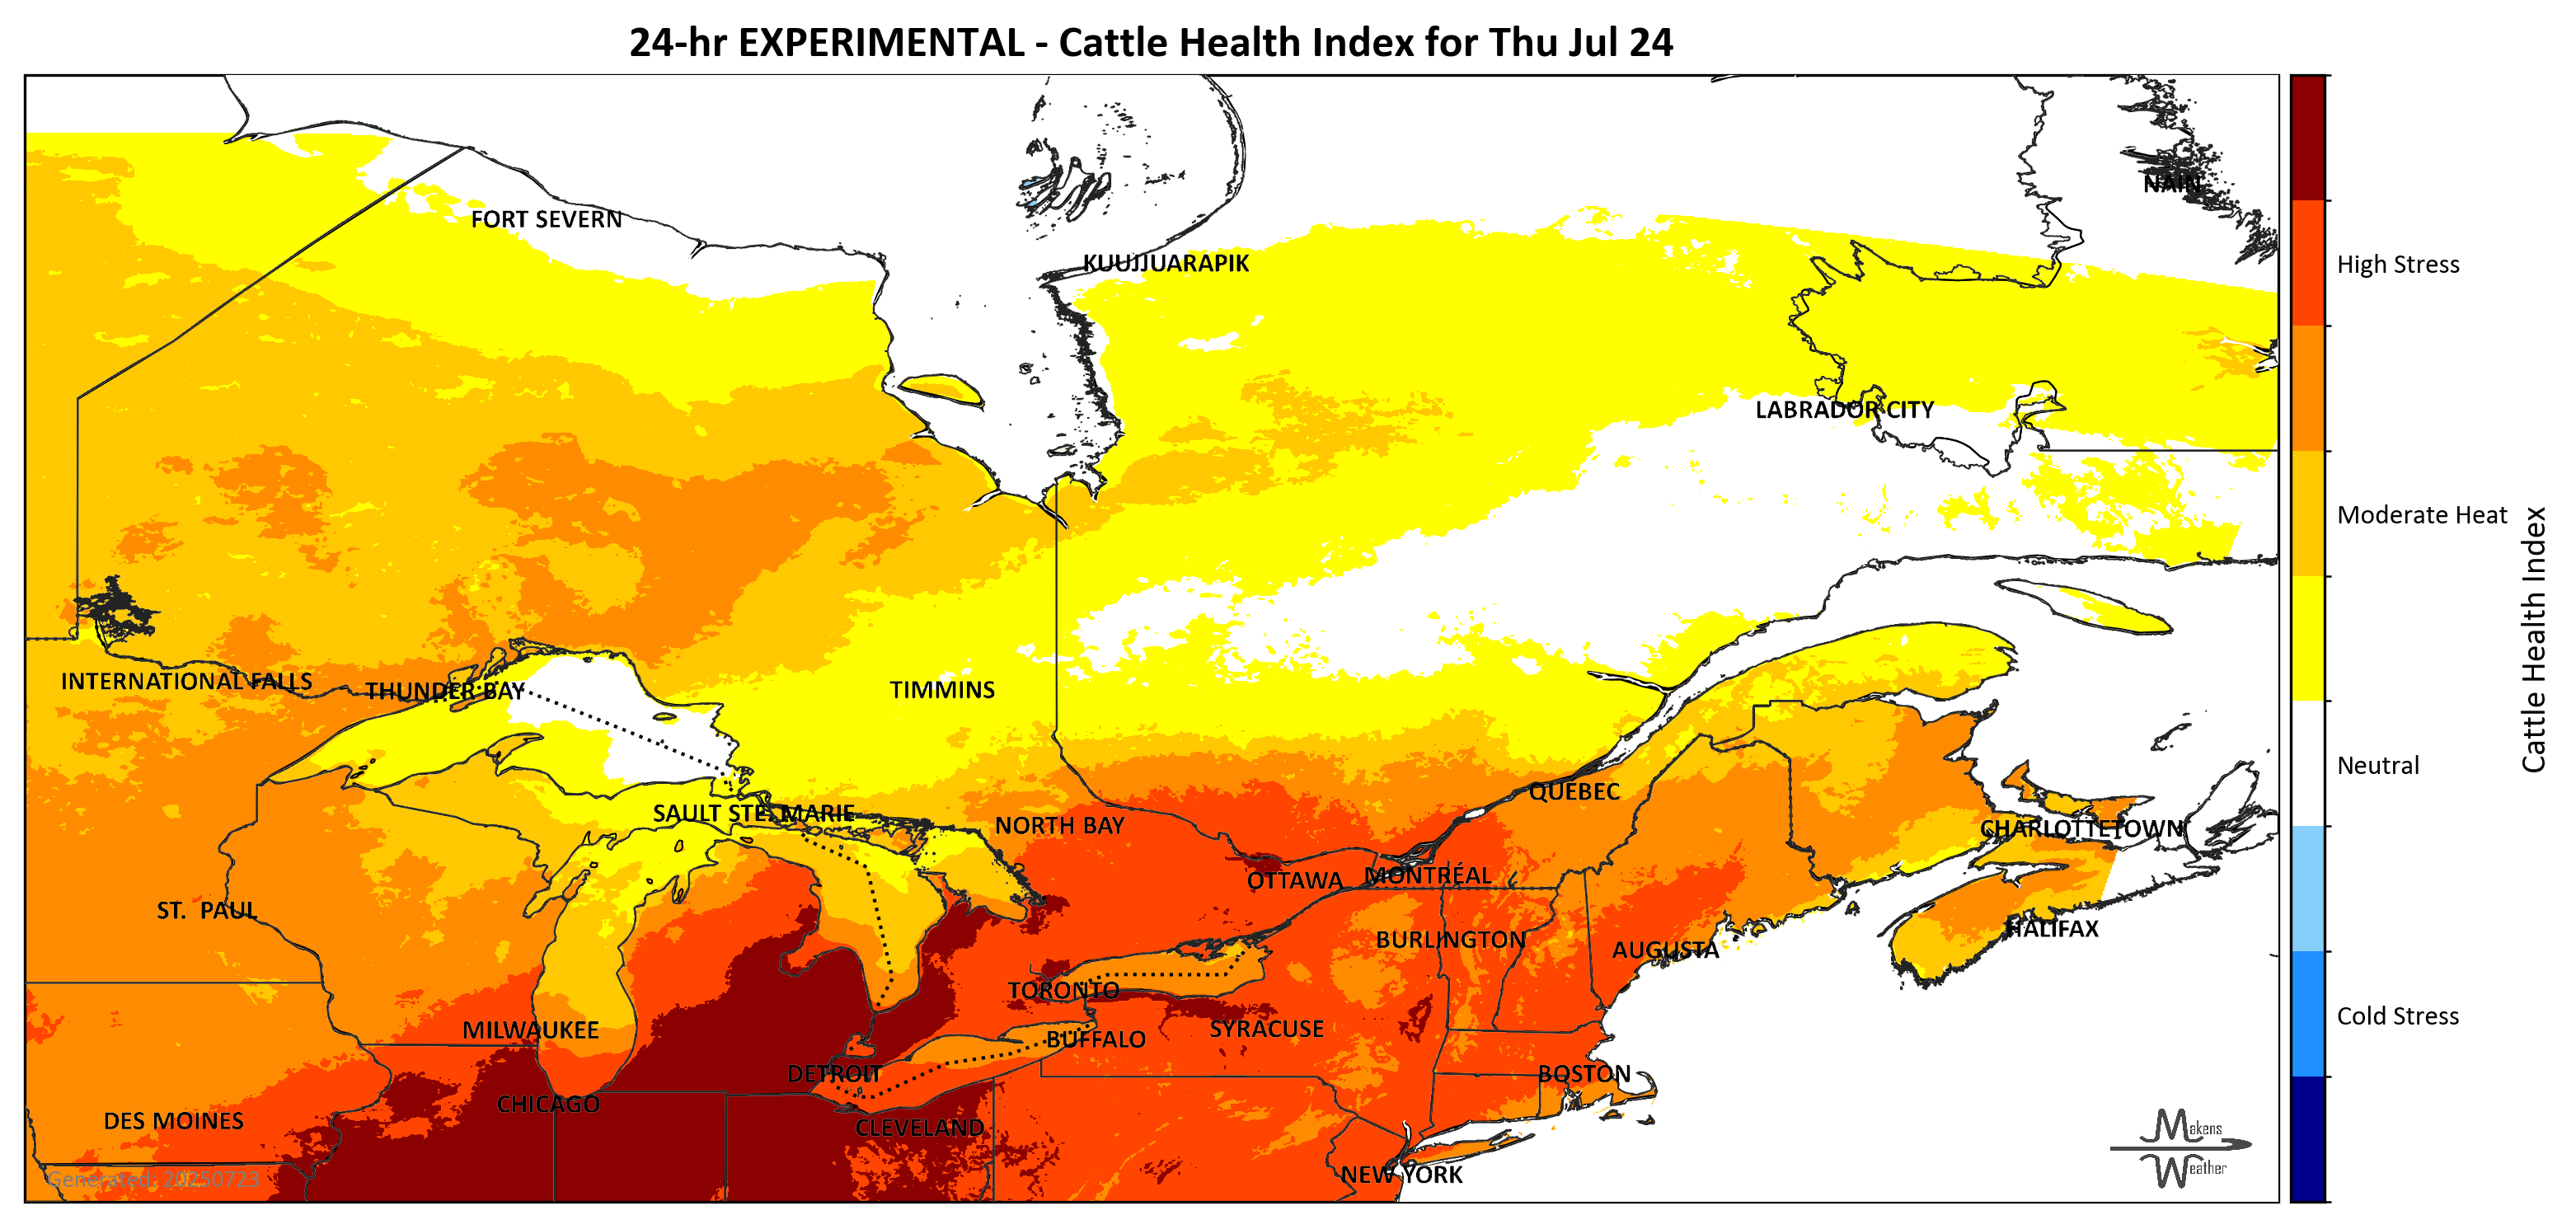 24-hr EXPERIMENTAL - Cattle Health Index for Thu Jul 24
NAIN
FORT SEVERN
KUUJJUARAPIK
High Stress
LABRADOR CITY
Moderate Heat
Cattle Health Index
INTERNATIONAL FALLS
THUNDER BAY
TIMMINS
Neutral
QUEBEC
SAULT STE. MARIE
NORTH BAY
CHARLOTTETOWN
OTTAWA
MONTRÉAL
ST. PAUL
HALIFAX
BURLINGTON
AUGUSTA
TORONTO
Cold Stress
MILWAUKEE
SYRACUSE
BUFFALO
DETROIT
BOSTON
CHICAGO
DES MOINES
CLEVELAND
Makens
Weather
NEW YORK
Generated: 20250723